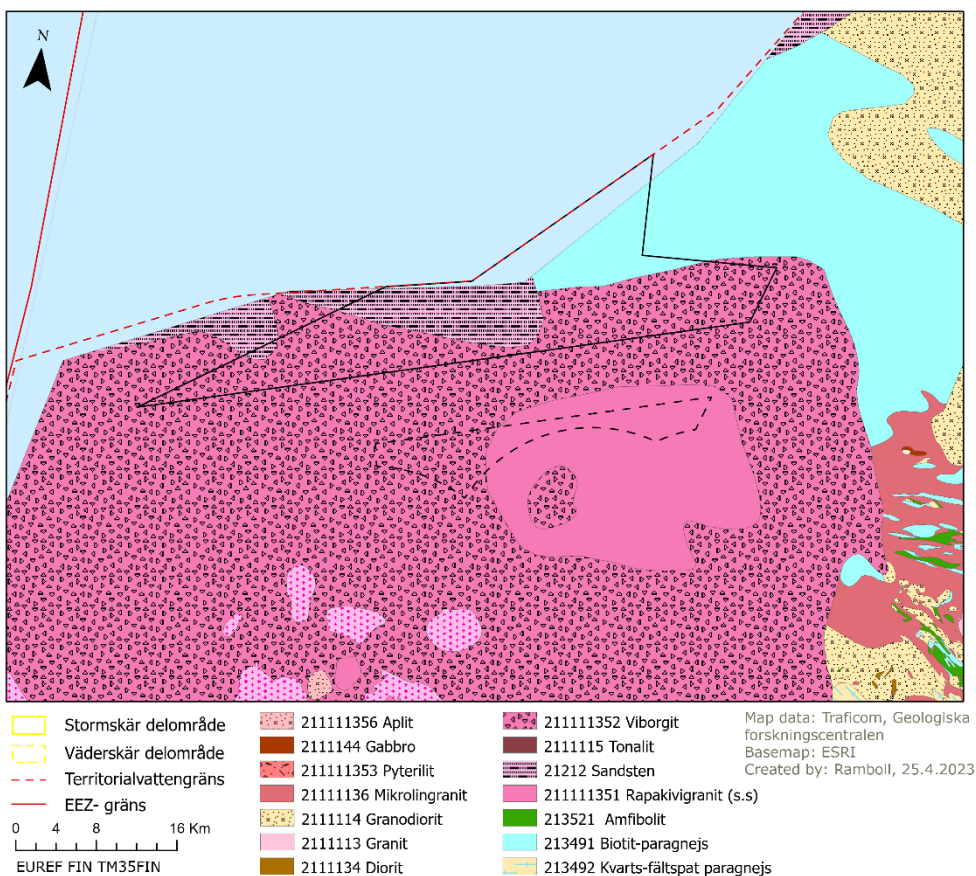 N
Stormskär delområde
Väderskär delområde
Territorialvattengräns
EEZ- gräns
0 4 8 16 Km
EUREF FIN TM35FIN
211111356 Aplit
2111144 Gabbro
211111353 Pyterilit
21111136 Mikrolingranit
2111114 Granodiorit
2111113 Granit
2111134 Diorit
211111352 Viborgit
2111115 Tonalit
21212 Sandsten
211111351 Rapakivigranit (s.s)
213521 Amfibolit
213491 Biotit-paragnejs
213492 Kvarts-fältspat paragnejs
Map data: Traficom, Geologiska
forskningscentralen
Basemap: ESRI
Created by: Ramboll, 25.4.2023